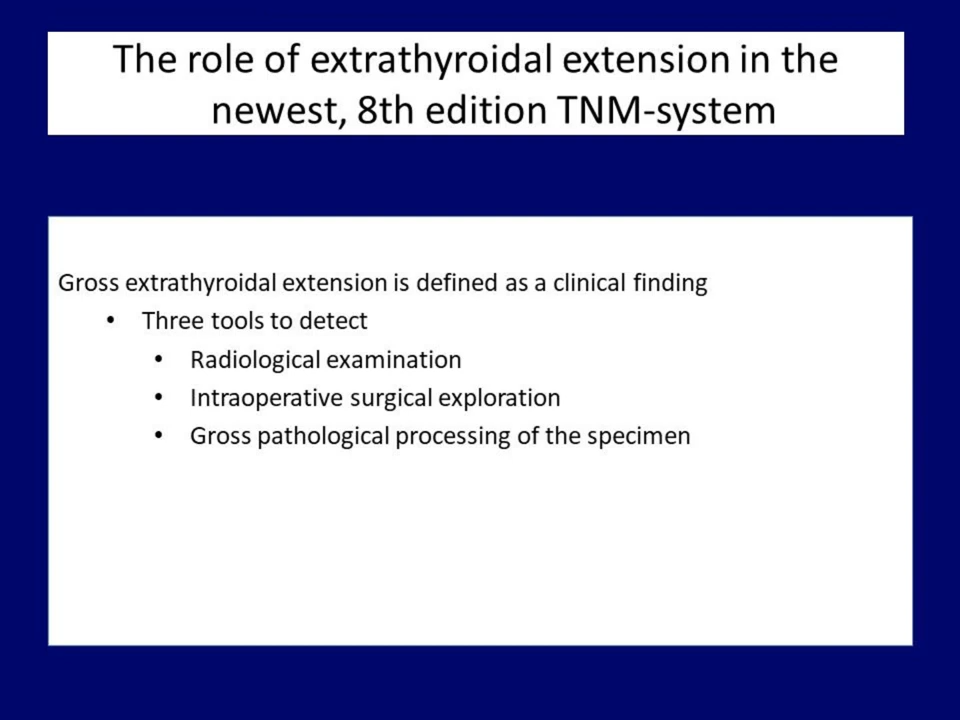 The role of extrathyroidal extension in the
newest, 8th edition TNM-system
Gross extrathyroidal extension is defined as a clinical finding
• Three tools to detect
• Radiological examination
• Intraoperative surgical exploration
• Gross pathological processing of the specimen